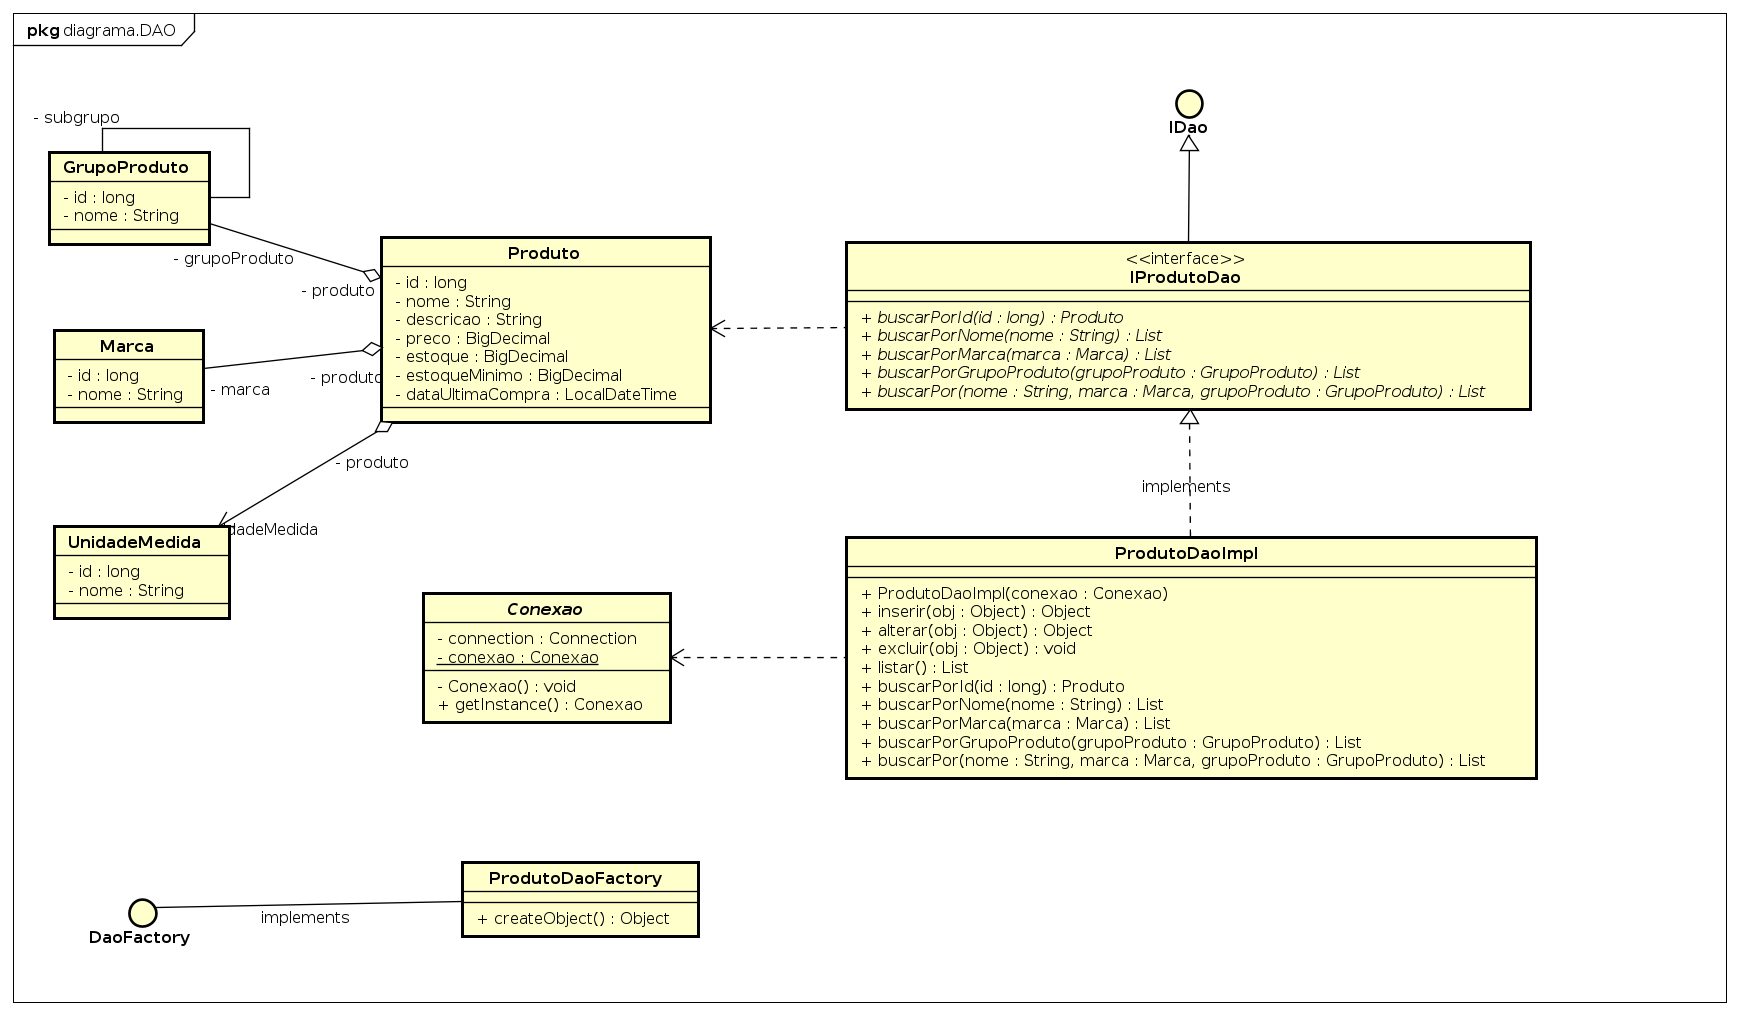 pkg diagrama.DAO
- subgrupo
GrupoProduto
- id : long
- nome : String
- grupoProduto
- produto
Marca
- id : long
- nome : String
- marca
- produto
Produto
- id : long
- nome : String
- descricao : String
- preco : BigDecimal
- estoque : BigDecimal
- estoqueMinimo : BigDecimal
- dataUltimaCompra : LocalDateTime
- produto
dadeMedida
UnidadeMedida
- id : long
- nome : String
IDao
<<interface>>
IProdutoDao
+ buscarPorId(id : long) : Produto
+ buscarPorNome(nome : String) : List
+ buscarPorMarca(marca : Marca) : List
+ buscarPorGrupoProduto(grupoProduto : GrupoProduto) : List
+ buscarPor(nome : String, marca : Marca, grupoProduto : GrupoProduto) : List
implements
ProdutoDaoImpl
+ ProdutoDaoImpl(conexao : Conexao)
+ inserir(obj : Object) : Object
+ alterar(obj : Object) : Object
+ excluir(obj : Object) : void
+ listar() : List
+ buscarPorId(id : long) : Produto
+ buscarPorNome(nome : String) : List
+ buscarPorMarca(marca : Marca) : List
+ buscarPorGrupoProduto(grupoProduto : GrupoProduto) : List
+ buscarPor(nome : String, marca : Marca, grupoProduto : GrupoProduto) : List
Conexao
- connection : Connection
- conexao : Conexao
- Conexao() : void
+ getInstance() : Conexao
DaoFactory
implements
ProdutoDaoFactory
+ createObject() : Object